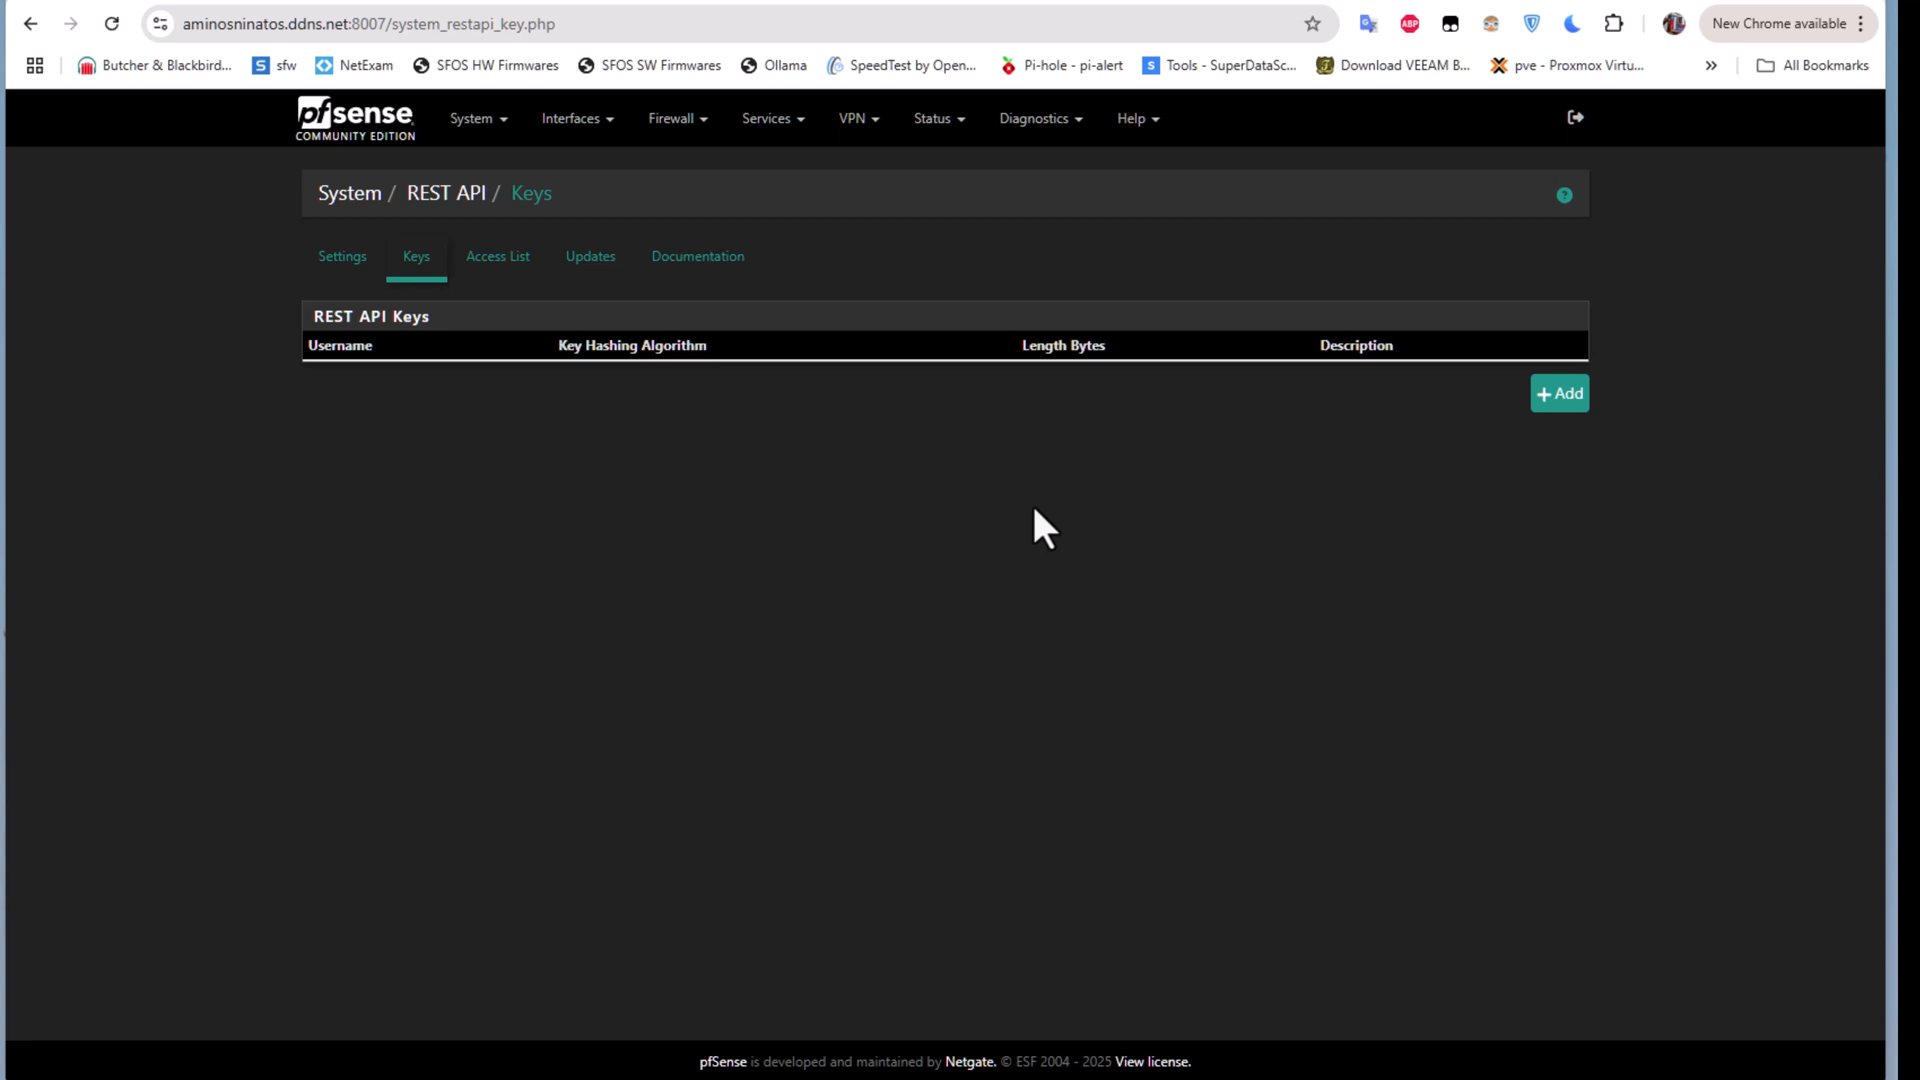 aminosninatos.ddns.net:8007/system_restapi_key.php
ABP
New Chrome available
Butcher & Blackbird...
sfw
NetExam
SFOS HW Firmwares
SFOS SW Firmwares
Ollama
SpeedTest by Open...
Pi-hole - pi-alert
Tools - SuperDataSc...
Download VEEAM B...
pve - Proxmox Virtu...
» All Bookmarks
pfsense
COMMUNITY EDITION
System
Interfaces
Firewall
Services
VPN
Status
Diagnostics
Help
System / REST API / Keys
Settings
Keys
Access List
Updates
Documentation
REST API Keys
Username Key Hashing Algorithm Length Bytes Description
+ Add
pfSense is developed and maintained by Netgate. © ESF 2004 - 2025 View license.